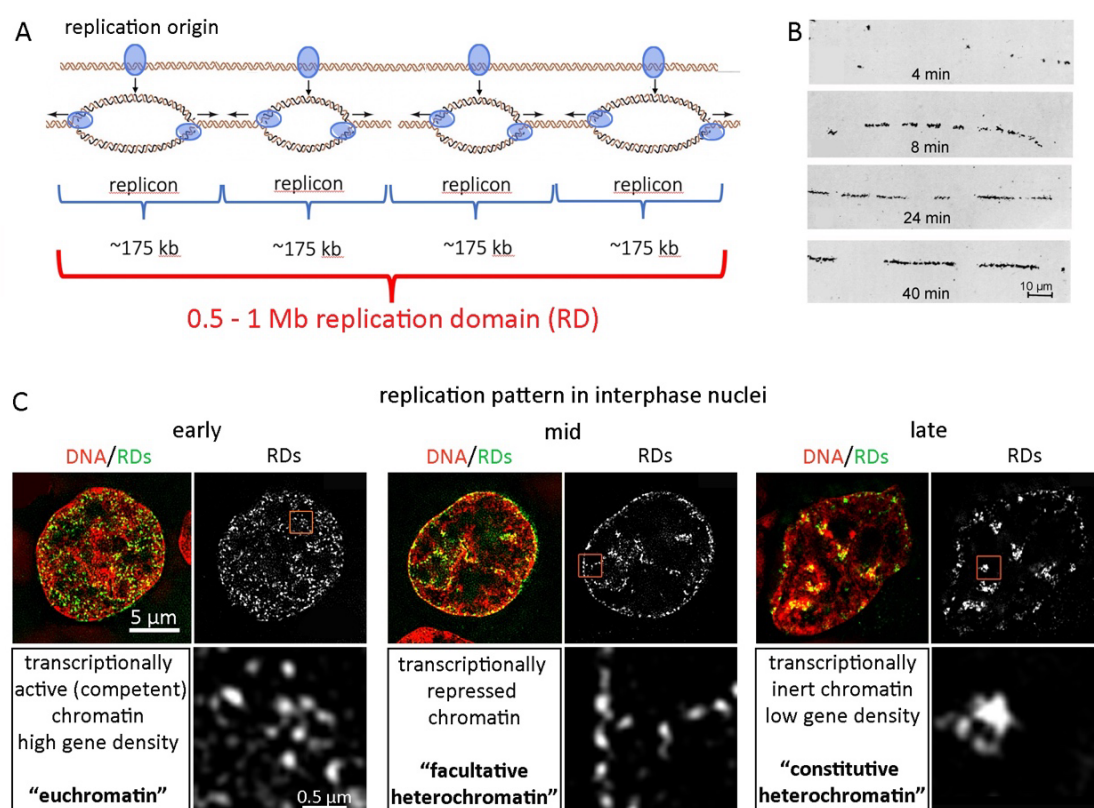 A
replication origin
replicon replicon replicon replicon
~175 kb ~175 kb ~175 kb ~175 kb
0.5 - 1 Mb replication domain (RD)
B
4 min
8 min
24 min
40 min
10 µm
C
replication pattern in interphase nuclei
early
mid
late
DNA/RDs RDs
DNA/RDs RDs
DNA/RDs RDs
5 µm
transcriptionally
active (competent)
chromatin
high gene density
"euchromatin"
0.5 µm
transcriptionally
repressed
chromatin
"facultative
heterochromatin"
transcriptionally
inert chromatin
low gene density
"constitutive
heterochromatin"